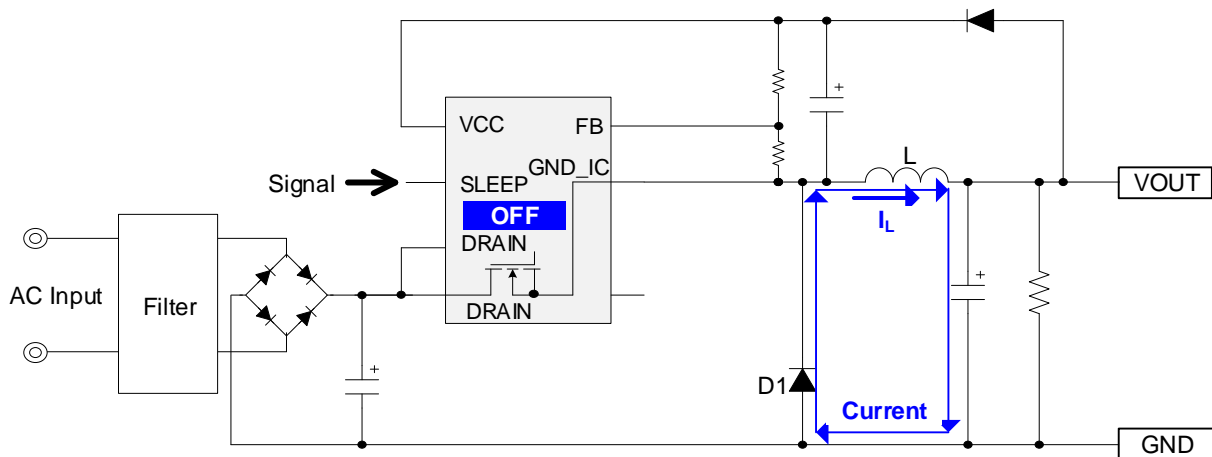 VCC
FB
GND_IC
L
Signal
SLEEP
VOUT
OFF
I_L
DRAIN
AC Input
Filter
DRAIN
D1
Current
GND
+
+
+